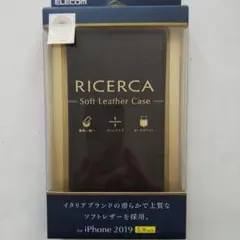 ELECOM
RICERCA
Soft Leather Case
イタリアブランドの滑らかで上質な
ソフトレザーを採用。
for iPhone 2019